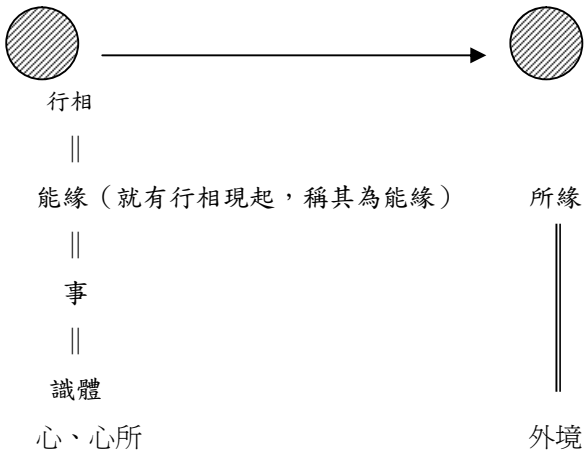 行相
‖
能緣（就有行相現起，稱其為能緣） 所緣
‖
事
‖
識體
心、心所 外境